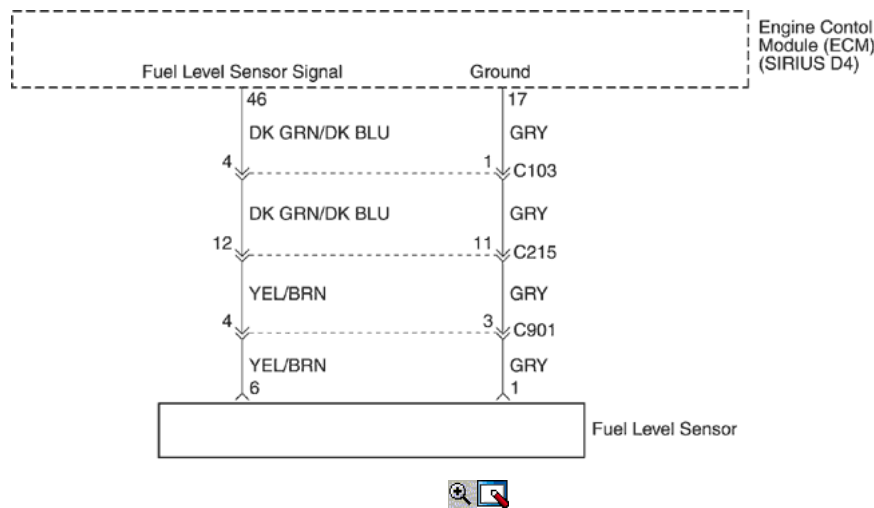 Engine Contol
Module (ECM)
(SIRIUS D4)
Fuel Level Sensor Signal Ground
46 17
DK GRN/DK BLU GRY
4 1 C103
DK GRN/DK BLU GRY
12 11 C215
YEL/BRN GRY
4 3 C901
YEL/BRN GRY
6 1
Fuel Level Sensor